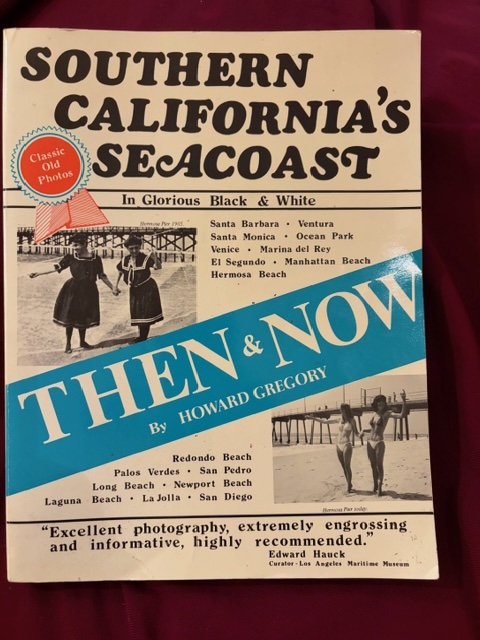 SOUTHERN
CALIFORNIA'S
SEACOAST
Classic
Old
Photos
In Glorious Black & White
Hermosa Pier 1905.
Santa Barbara • Ventura
Santa Monica • Ocean Park
Venice • Marina del Rey
El Segundo • Manhattan Beach
Hermosa Beach
THEN & NOW
By HOWARD GREGORY
Redondo Beach
Palos Verdes • San Pedro
Long Beach • Newport Beach
Laguna Beach • La Jolla • San Diego
Hermosa Pier today.
"Excellent photography, extremely engrossing
and informative, highly recommended."
Edward Hauck
Curator - Los Angeles Maritime Museum